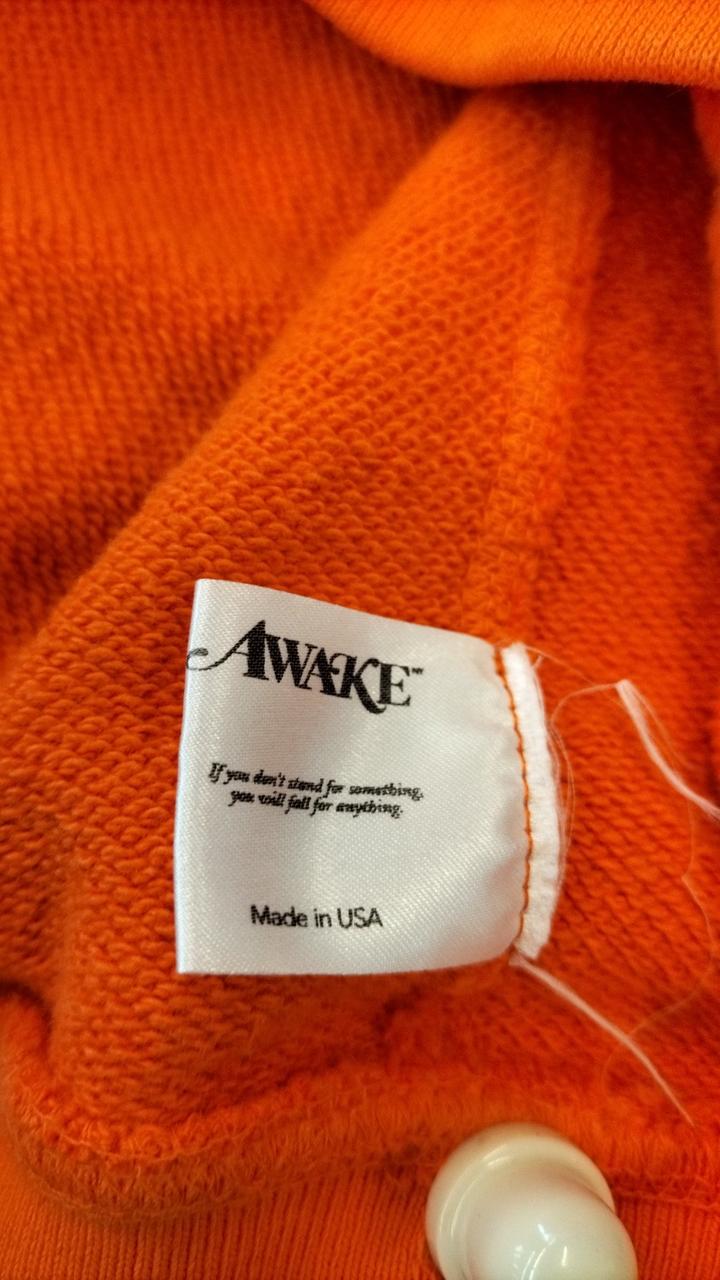 AWAKE™
If you don't stand for something,
you will fall for anything.
Made in USA